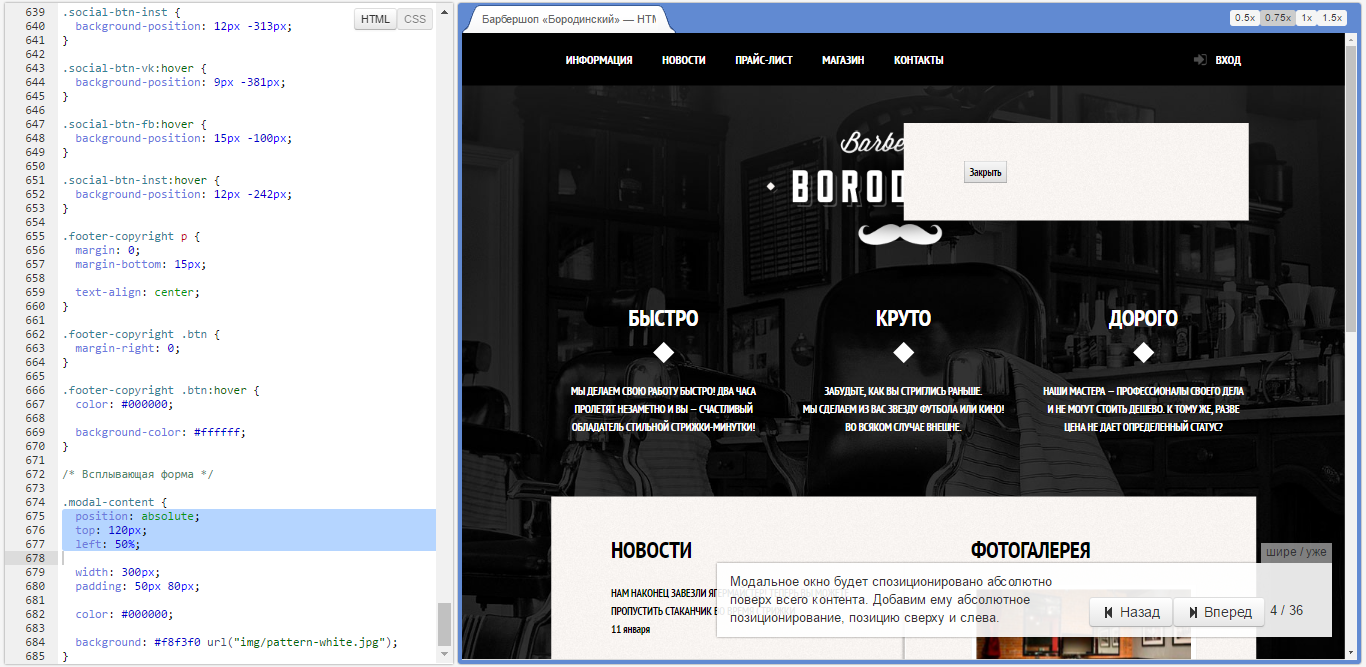 639 .social-btn-inst {
640 background-position: 12px -313px;
641 }
642
643 .social-btn-vk:hover {
644 background-position: 9px -381px;
645 }
646
647 .social-btn-fb:hover {
648 background-position: 15px -100px;
649 }
650
651 .social-btn-inst:hover {
652 background-position: 12px -242px;
653 }
654
655 .footer-copyright p {
656 margin: 0;
657 margin-bottom: 15px;
658
659 text-align: center;
660 }
661
662 .footer-copyright .btn {
663 margin-right: 0;
664 }
665
666 .footer-copyright .btn:hover {
667 color: #000000;
668
669 background-color: #ffffff;
670 }
671
672 /* Всплывающая форма */
673
674 .modal-content {
675 position: absolute;
676 top: 120px;
677 left: 50%;
678
679 width: 300px;
680 padding: 50px 80px;
681
682 color: #000000;
683
684 background: #f8f3f0 url("img/pattern-white.jpg");
685 }
HTML CSS
Барбершоп «Бородинский» — HTM
0.5x 0.75x 1x 1.5x
ИНФОРМАЦИЯ НОВОСТИ ПРАЙС-ЛИСТ МАГАЗИН КОНТАКТЫ ВХОД
Barbe
BOROD
Закрыть
БЫСТРО
МЫ ДЕЛАЕМ СВОЮ РАБОТУ БЫСТРО! ДВА ЧАСА
ПРОЛЕТЯТ НЕЗАМЕТНО И ВЫ — СЧАСТЛИВЫЙ
ОБЛАДАТЕЛЬ СТИЛЬНОЙ СТРИЖКИ-МИНУТКИ!
КРУТО
ЗАБУДЬТЕ, КАК ВЫ СТРИГЛИСЬ РАНЬШЕ.
МЫ СДЕЛАЕМ ИЗ ВАС ЗВЕЗДУ ФУТБОЛА ИЛИ КИНО!
ВО ВСЯКОМ СЛУЧАЕ ВНЕШНЕ.
ДОРОГО
НАШИ МАСТЕРА — ПРОФЕССИОНАЛЫ СВОЕГО ДЕЛА
И НЕ МОГУТ СТОИТЬ ДЕШЕВО. К ТОМУ ЖЕ, РАЗВЕ
ЦЕНА НЕ ДАЕТ ОПРЕДЕЛЕННЫЙ СТАТУС?
НОВОСТИ
НАМ НАКОНЕЦ ЗАВЕЗЛИ
ПРОПУСТИТЬ СТАКАНЧИК
11 января
ФОТОГАЛЕРЕЯ
шире / уже
Модальное окно будет спозиционировано абсолютно
поверх всего контента. Добавим ему абсолютное
позиционирование, позицию сверху и слева.
Назад Вперед 4 / 36